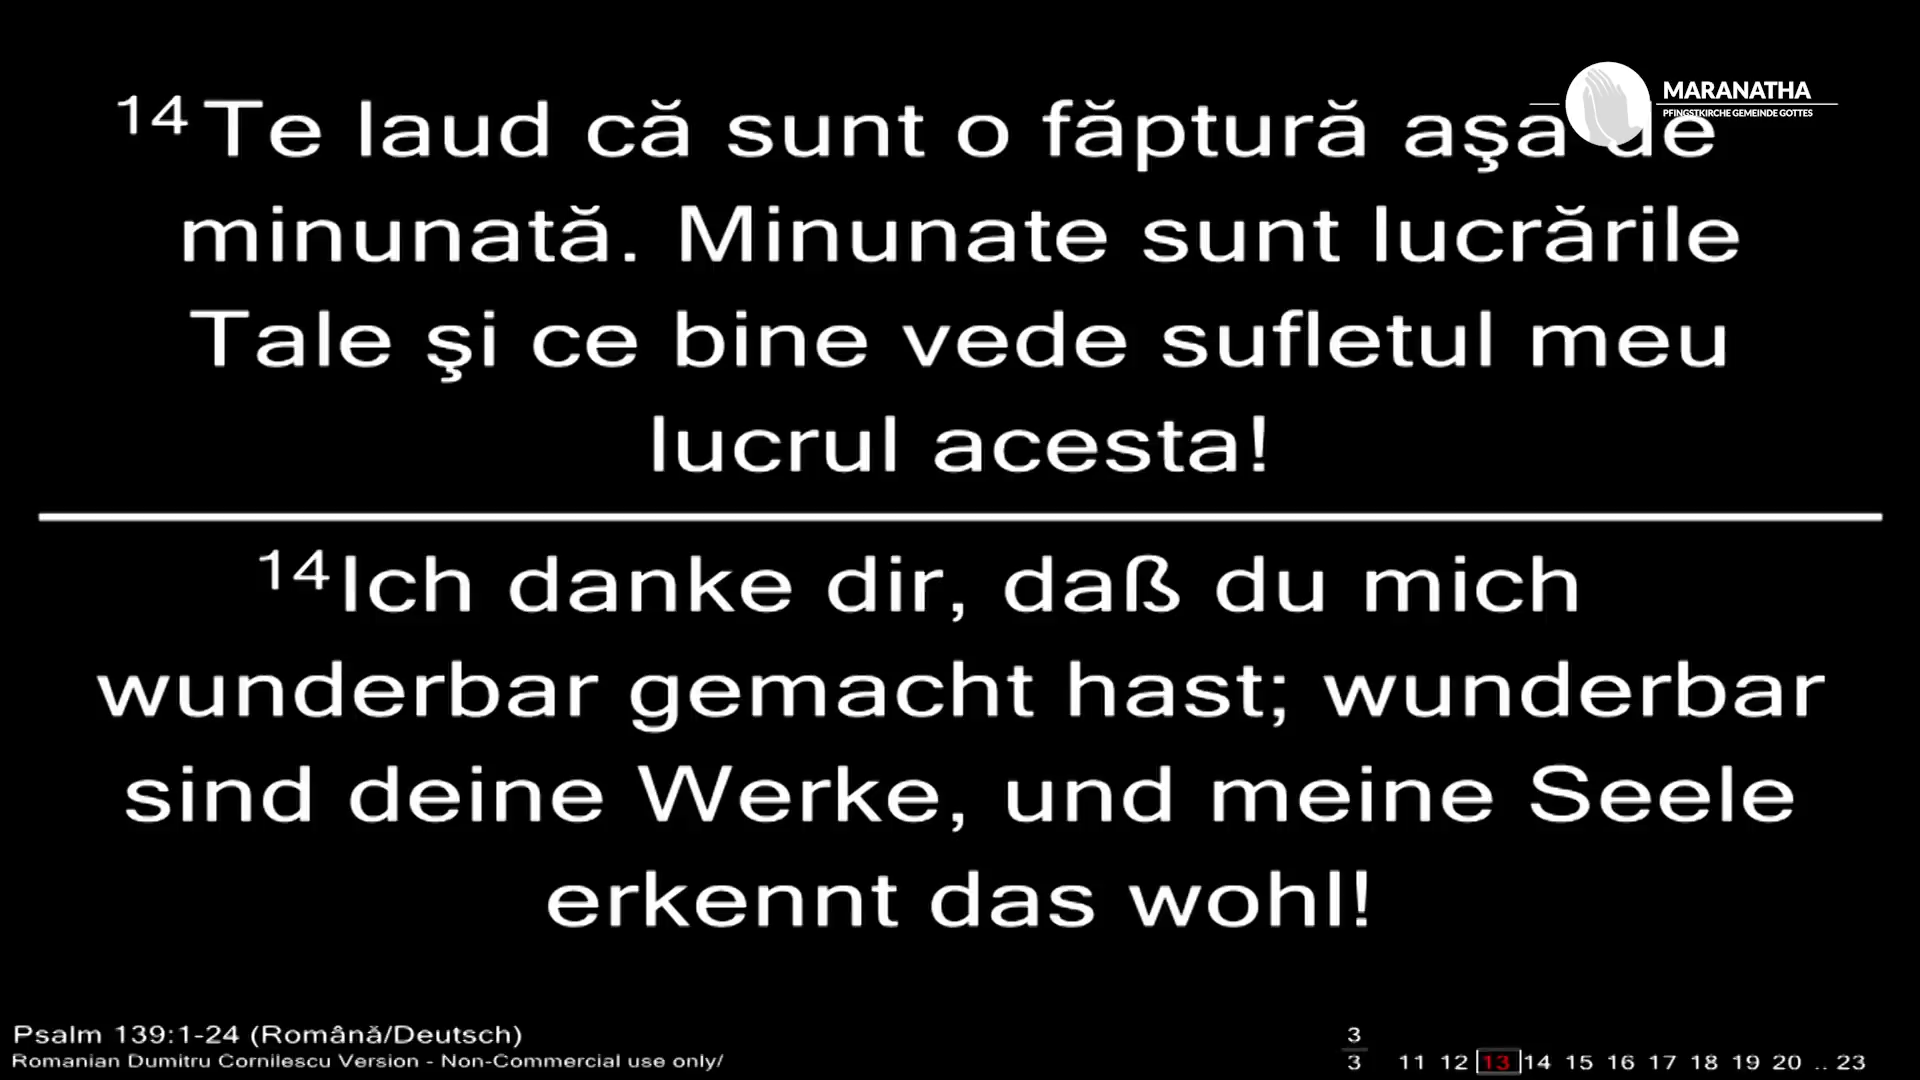 MARANATHA
PFINGSTKIRCHE GEMEINDE GOTTES
14 Te laud că sunt o făptură aşa de
minunată. Minunate sunt lucrările
Tale şi ce bine vede sufletul meu
lucrul acesta!
14 Ich danke dir, daß du mich
wunderbar gemacht hast; wunderbar
sind deine Werke, und meine Seele
erkennt das wohl!
Psalm 139:1-24 (Română/Deutsch)
Romanian Dumitru Cornilescu Version - Non-Commercial use only/
3
3
11 12 13 14 15 16 17 18 19 20 .. 23